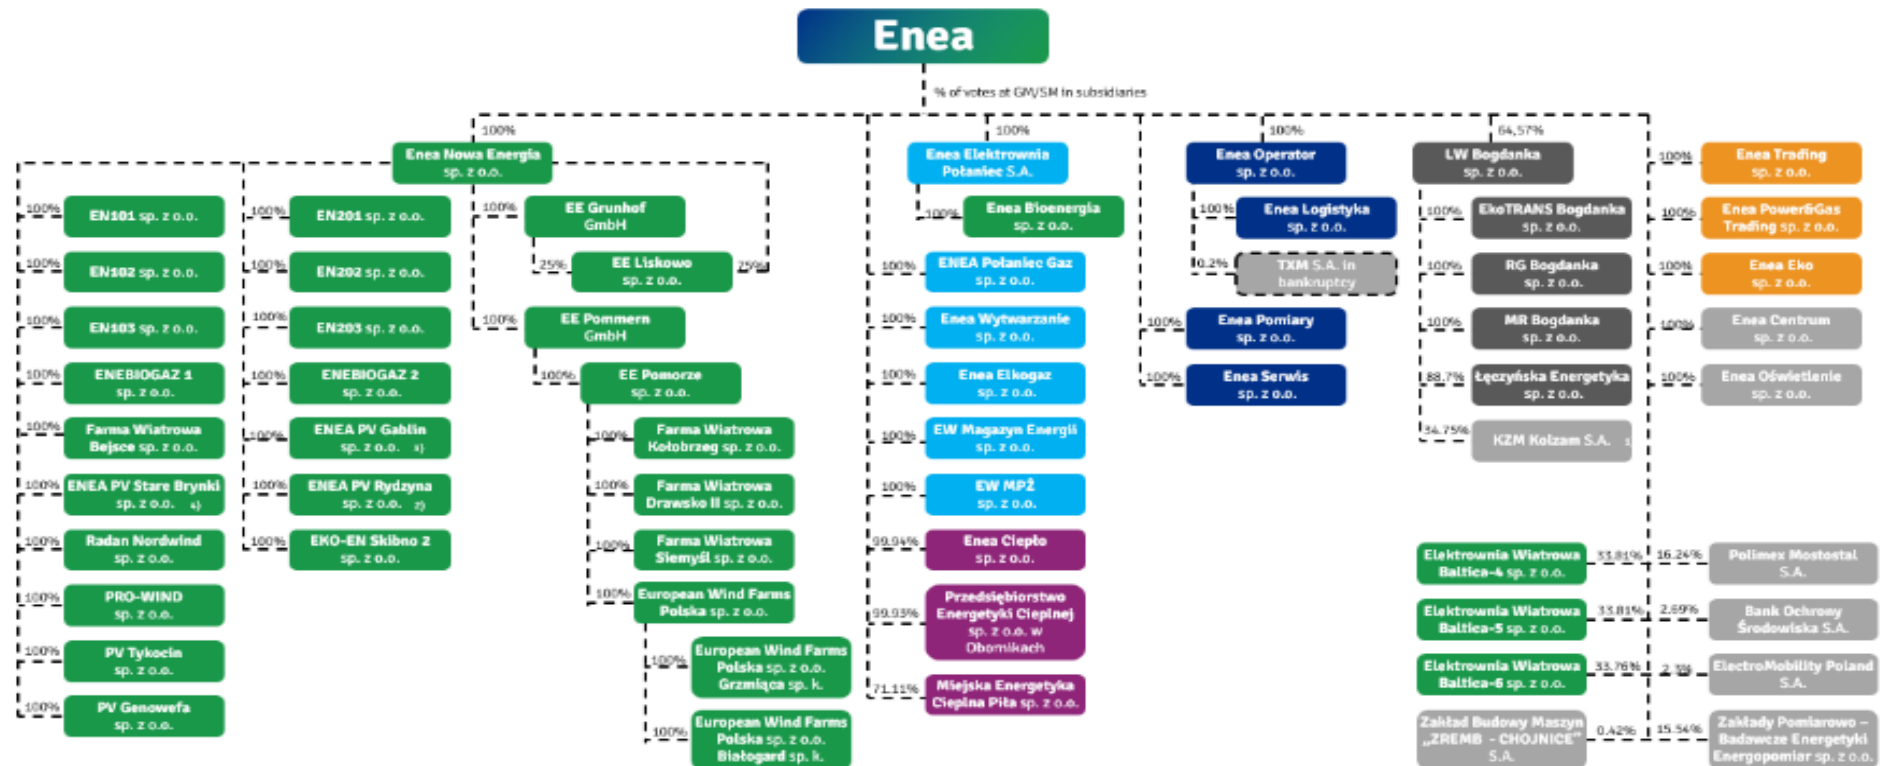 Enea
% of votes at GM/SM in subsidiaries
100%
Enea Nowa Energia
sp. z o.o.
100%
EN101 sp. z o.o.
100%
EN102 sp. z o.o.
100%
EN103 sp. z o.o.
100%
ENEBIOGAZ 1
sp. z o.o.
100%
Farma Wiatrowa
Bejsce sp. z o.o.
100%
ENEA PV Stare Brynki
sp. z o.o. 4)
100%
Radan Nordwind
sp. z o.o.
100%
PRO-WIND
sp. z o.o.
100%
PV Tykocin
sp. z o.o.
100%
PV Genowefa
sp. z o.o.
100%
EN201 sp. z o.o.
100%
EN202 sp. z o.o.
100%
EN203 sp. z o.o.
100%
ENEBIOGAZ 2
sp. z o.o.
100%
ENEA PV Gablin
sp. z o.o.
100%
ENEA PV Rydzyna
sp. z o.o. 2)
100%
EKO-EN Skibno 2
sp. z o.o.
100%
EE Grunhof
GmbH
25%
EE Liskowo
sp. z o.o.
25%
100%
EE Pommern
GmbH
100%
EE Pomorze
sp. z o.o.
100%
Farma Wiatrowa
Kołobrzeg sp. z o.o.
100%
Farma Wiatrowa
Drawsko II sp. z o.o.
100%
Farma Wiatrowa
Siemyśl sp. z o.o.
100%
European Wind Farms
Polska sp. z o.o.
100%
European Wind Farms
Polska sp. z o.o.
Grzmiąca sp. k.
100%
European Wind Farms
Polska sp. z o.o.
Białogard sp. k.
100%
Enea Elektrownia
Połaniec S.A.
100%
Enea Bioenergia
sp. z o.o.
100%
ENEA Połaniec Gaz
sp. z o.o.
100%
Enea Wytwarzanie
sp. z o.o.
100%
Enea Elkogaz
sp. z o.o.
100%
EW Magazyn Energii
sp. z o.o.
100%
EW MPŻ
sp. z o.o.
99.94%
Enea Ciepło
sp. z o.o.
99.93%
Przedsiębiorstwo
Energetyki Cieplnej
sp. z o.o. w
Obornikach
71.11%
Miejska Energetyka
Cieplna Piła sp. z o.o.
100%
Enea Operator
sp. z o.o.
100%
Enea Logistyka
sp. z o.o.
0.2%
TXM S.A. in
bankruptcy
100%
Enea Pomiary
sp. z o.o.
100%
Enea Serwis
sp. z o.o.
64,57%
LW Bogdanka
sp. z o.o.
100%
EkoTRANS Bogdanka
sp. z o.o.
100%
RG Bogdanka
sp. z o.o.
100%
MR Bogdanka
sp. z o.o.
88.7%
Łęczyńska Energetyka
sp. z o.o.
34.75%
KZM Kolzam S.A.
100%
Enea Trading
sp. z o.o.
100%
Enea Power&Gas
Trading sp. z o.o.
100%
Enea Eko
sp. z o.o.
100%
Enea Centrum
sp. z o.o.
100%
Enea Oświetlenie
sp. z o.o.
Elektrownia Wiatrowa
Baltica-4 sp. z o.o.
33.81%
16.24%
Polimex Mostostal
S.A.
Elektrownia Wiatrowa
Baltica-5 sp. z o.o.
33.81%
2.69%
Bank Ochrony
Środowiska S.A.
Elektrownia Wiatrowa
Baltica-6 sp. z o.o.
33.76%
2.3%
ElectroMobility Poland
S.A.
Zakład Budowy Maszyn
„ZREMB - CHOJNICE”
S.A.
0.42%
15.54%
Zakłady Pomiarowo –
Badawcze Energetyki
Energopomiar sp. z o.o.